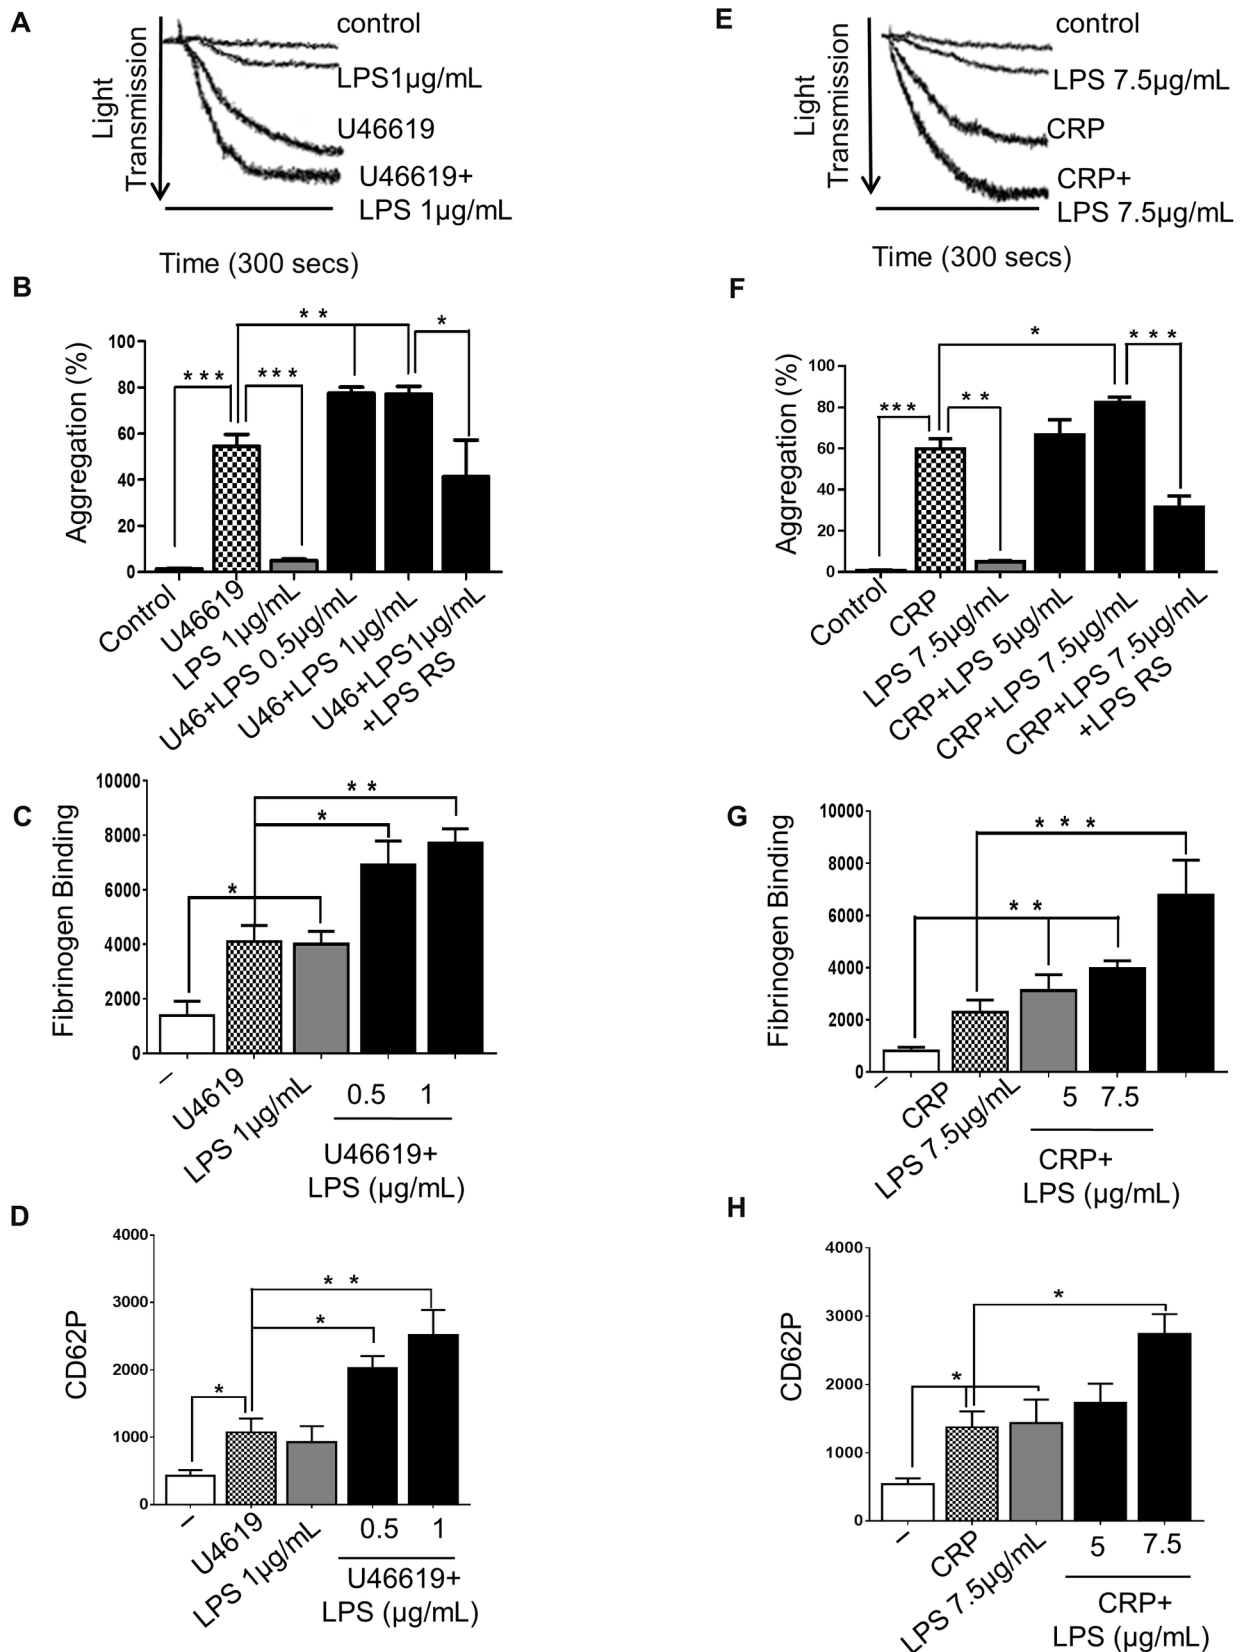 A
Light
Transmission
control
LPS1µg/mL
U46619
U46619+
LPS 1µg/mL
Time (300 secs)
B
Aggregation (%)
100
80
60
40
20
0
* * *
* * *
* *
*
Control
U46619
LPS 1µg/mL
U46+LPS 0.5µg/mL
U46+LPS 1µg/mL
U46+LPS1µg/mL
+LPS RS
C
Fibrinogen Binding
10000
8000
6000
4000
2000
0
*
*
* *
–
U4619
LPS 1µg/mL
0.5 1
U46619+
LPS (µg/mL)
D
CD62P
4000
3000
2000
1000
0
*
*
* *
–
U4619
LPS 1µg/mL
0.5 1
U46619+
LPS (µg/mL)
E
Light
Transmission
control
LPS 7.5µg/mL
CRP
CRP+
LPS 7.5µg/mL
Time (300 secs)
F
Aggregation (%)
100
80
60
40
20
0
***
* *
*
* * *
Control
CRP
LPS 7.5µg/mL
CRP+LPS 5µg/mL
CRP+LPS 7.5µg/mL
CRP+LPS 7.5µg/mL
+LPS RS
G
Fibrinogen Binding
10000
8000
6000
4000
2000
0
* *
* * *
–
CRP
LPS 7.5µg/mL
5 7.5
CRP+
LPS (µg/mL)
H
CD62P
4000
3000
2000
1000
0
*
*
–
CRP
LPS 7.5µg/mL
5 7.5
CRP+
LPS (µg/mL)